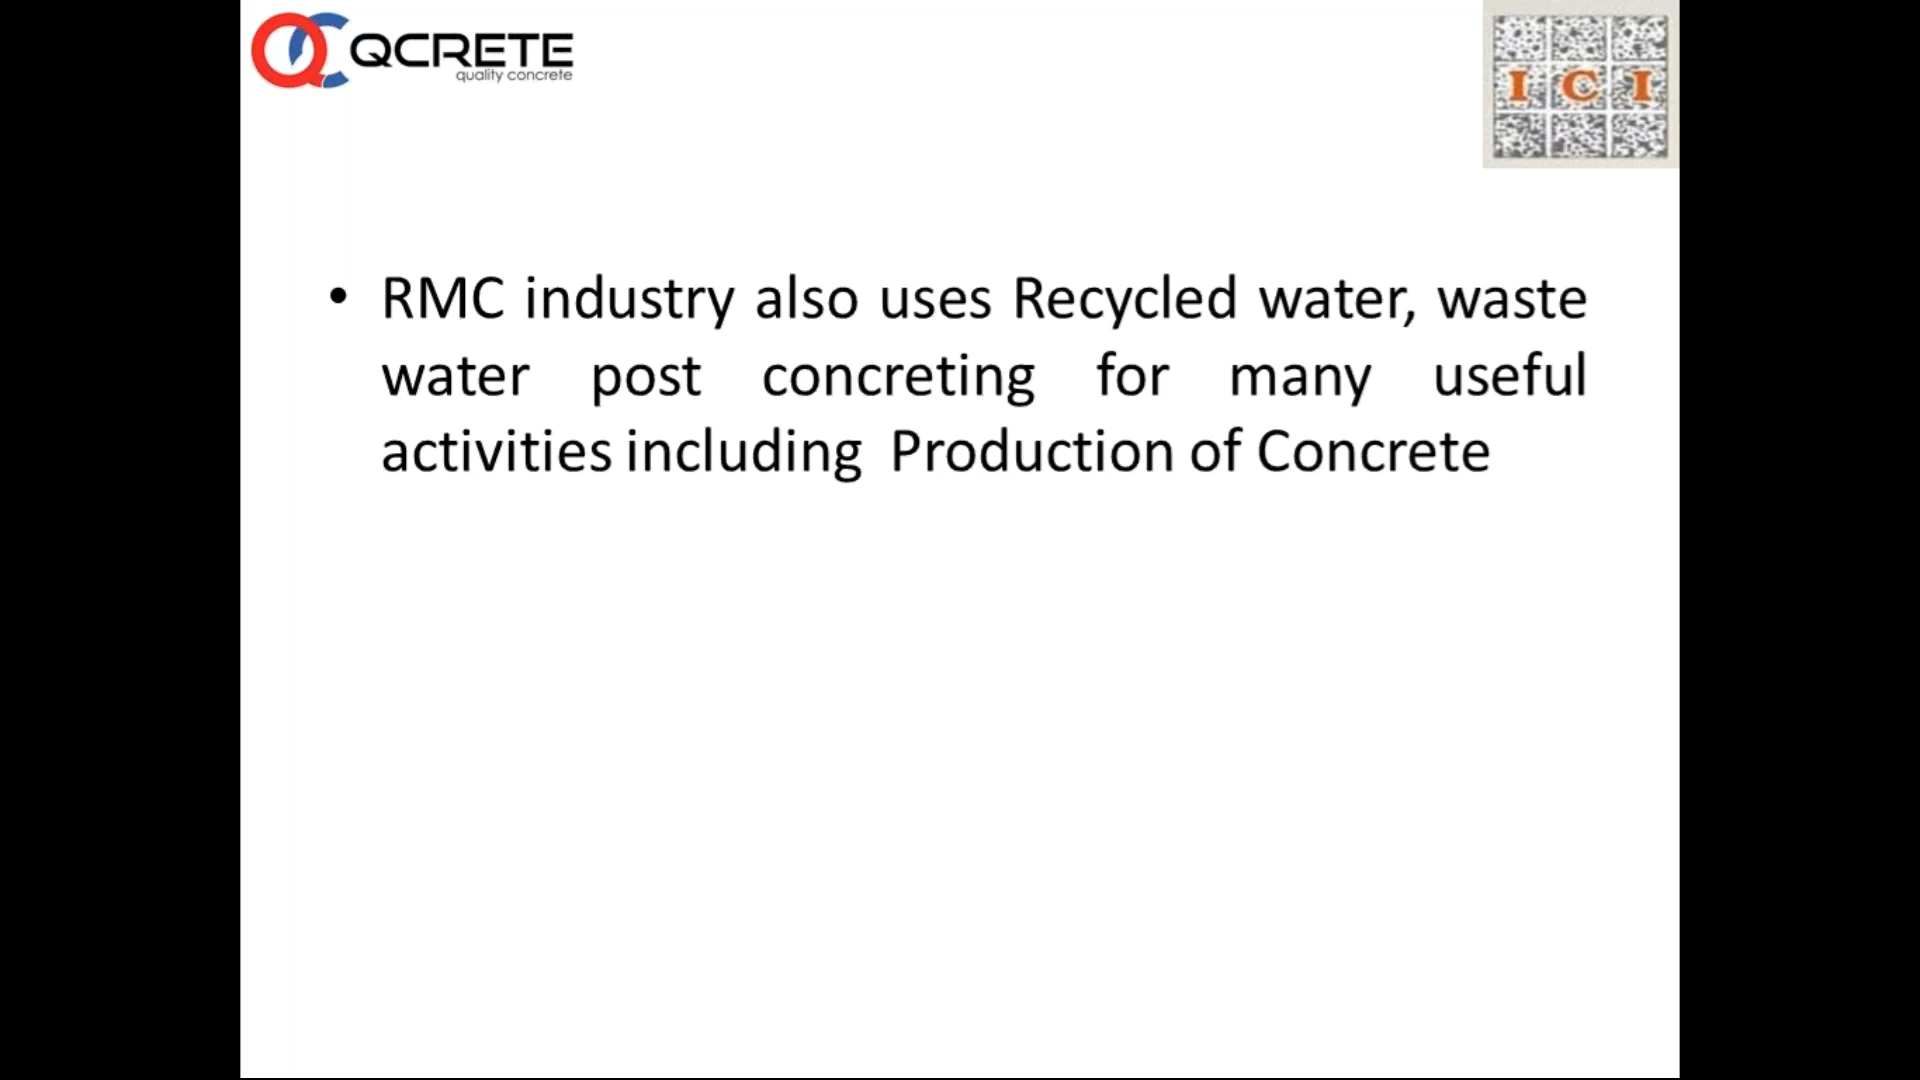 QCRETE
quality concrete
I C I
• RMC industry also uses Recycled water, waste
water post concreting for many useful
activities including Production of Concrete